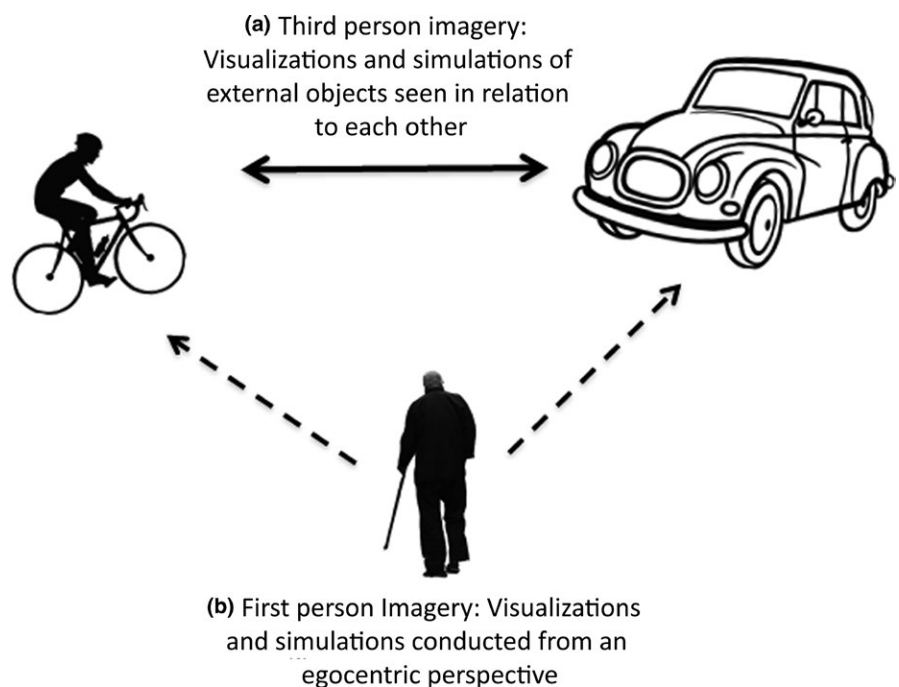 (a) Third person imagery:
Visualizations and simulations of
external objects seen in relation
to each other
(b) First person Imagery: Visualizations
and simulations conducted from an
egocentric perspective